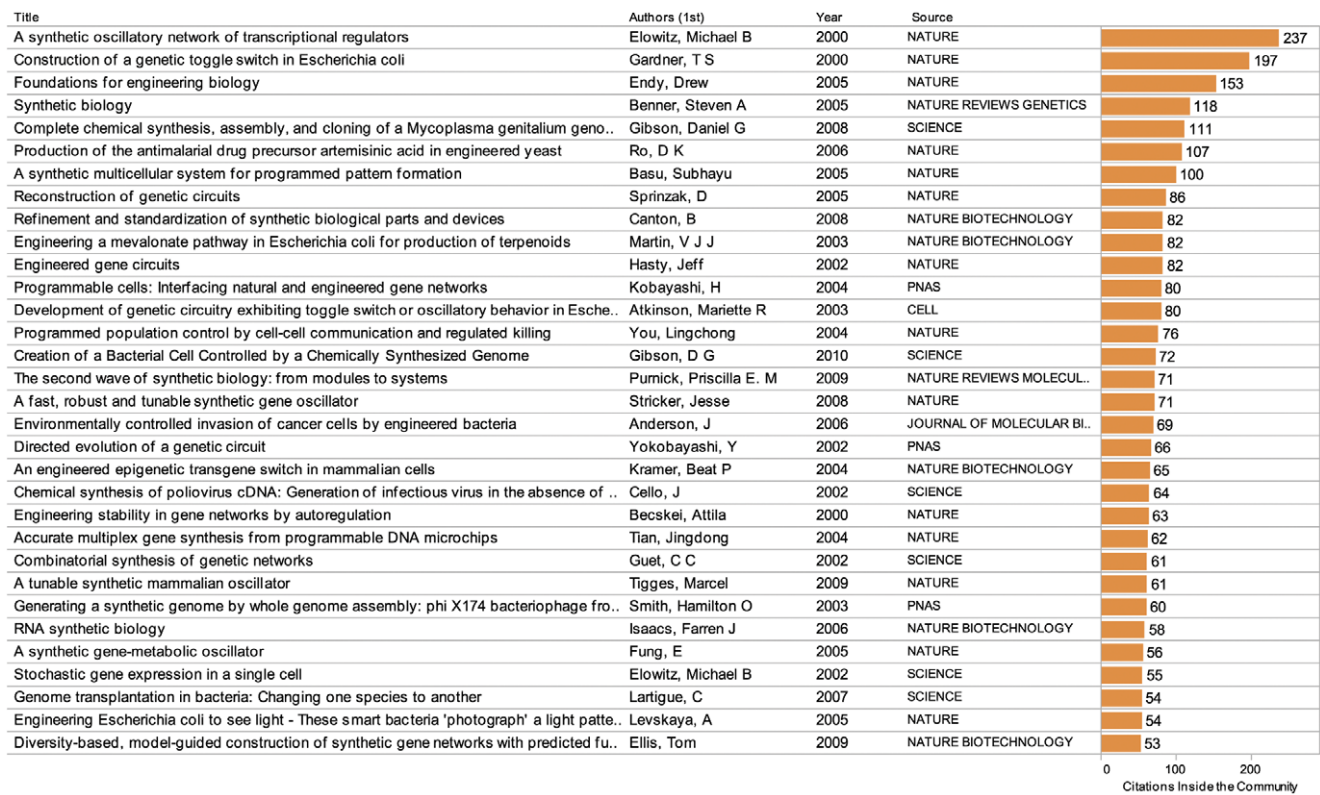 Title Authors (1st) Year Source
A synthetic oscillatory network of transcriptional regulators Elowitz, Michael B 2000 NATURE 237
Construction of a genetic toggle switch in Escherichia coli Gardner, T S 2000 NATURE 197
Foundations for engineering biology Endy, Drew 2005 NATURE 153
Synthetic biology Benner, Steven A 2005 NATURE REVIEWS GENETICS 118
Complete chemical synthesis, assembly, and cloning of a Mycoplasma genitalium geno.. Gibson, Daniel G 2008 SCIENCE 111
Production of the antimalarial drug precursor artemisinic acid in engineered yeast Ro, D K 2006 NATURE 107
A synthetic multicellular system for programmed pattern formation Basu, Subhayu 2005 NATURE 100
Reconstruction of genetic circuits Sprinzak, D 2005 NATURE 86
Refinement and standardization of synthetic biological parts and devices Canton, B 2008 NATURE BIOTECHNOLOGY 82
Engineering a mevalonate pathway in Escherichia coli for production of terpenoids Martin, V J J 2003 NATURE BIOTECHNOLOGY 82
Engineered gene circuits Hasty, Jeff 2002 NATURE 82
Programmable cells: Interfacing natural and engineered gene networks Kobayashi, H 2004 PNAS 80
Development of genetic circuitry exhibiting toggle switch or oscillatory behavior in Esche.. Atkinson, Mariette R 2003 CELL 80
Programmed population control by cell-cell communication and regulated killing You, Lingchong 2004 NATURE 76
Creation of a Bacterial Cell Controlled by a Chemically Synthesized Genome Gibson, D G 2010 SCIENCE 72
The second wave of synthetic biology: from modules to systems Purnick, Priscilla E. M 2009 NATURE REVIEWS MOLECUL.. 71
A fast, robust and tunable synthetic gene oscillator Stricker, Jesse 2008 NATURE 71
Environmentally controlled invasion of cancer cells by engineered bacteria Anderson, J 2006 JOURNAL OF MOLECULAR BI.. 69
Directed evolution of a genetic circuit Yokobayashi, Y 2002 PNAS 66
An engineered epigenetic transgene switch in mammalian cells Kramer, Beat P 2004 NATURE BIOTECHNOLOGY 65
Chemical synthesis of poliovirus cDNA: Generation of infectious virus in the absence of .. Cello, J 2002 SCIENCE 64
Engineering stability in gene networks by autoregulation Becskei, Attila 2000 NATURE 63
Accurate multiplex gene synthesis from programmable DNA microchips Tian, Jingdong 2004 NATURE 62
Combinatorial synthesis of genetic networks Guet, C C 2002 SCIENCE 61
A tunable synthetic mammalian oscillator Tigges, Marcel 2009 NATURE 61
Generating a synthetic genome by whole genome assembly: phi X174 bacteriophage fro.. Smith, Hamilton O 2003 PNAS 60
RNA synthetic biology Isaacs, Farren J 2006 NATURE BIOTECHNOLOGY 58
A synthetic gene-metabolic oscillator Fung, E 2005 NATURE 56
Stochastic gene expression in a single cell Elowitz, Michael B 2002 SCIENCE 55
Genome transplantation in bacteria: Changing one species to another Lartigue, C 2007 SCIENCE 54
Engineering Escherichia coli to see light - These smart bacteria 'photograph' a light patte.. Levskaya, A 2005 NATURE 54
Diversity-based, model-guided construction of synthetic gene networks with predicted fu.. Ellis, Tom 2009 NATURE BIOTECHNOLOGY 53
0 100 200
Citations Inside the Community